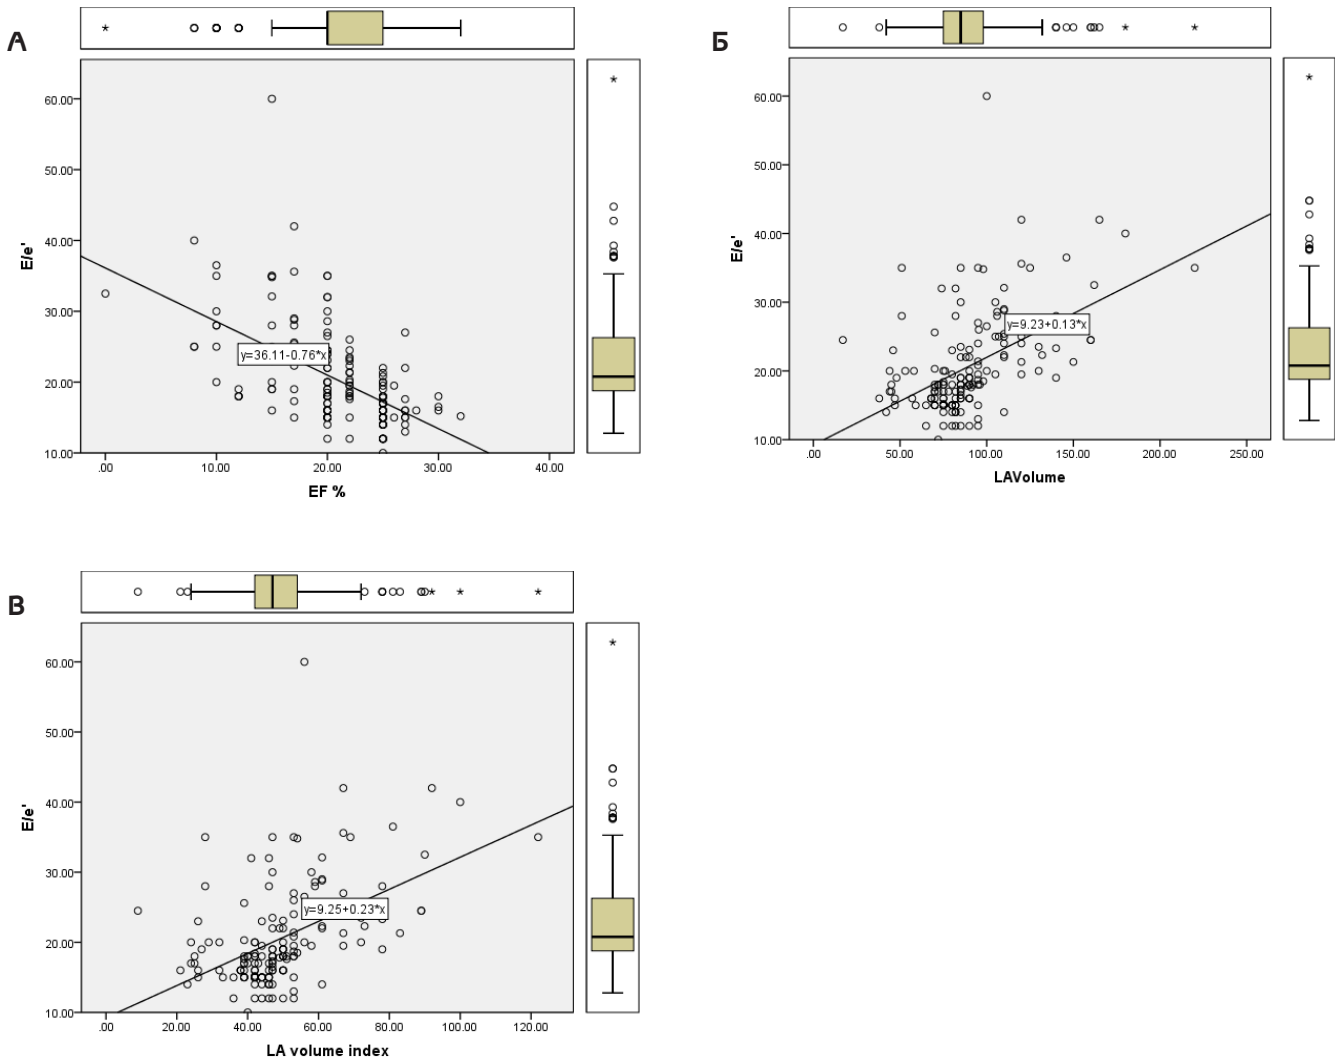 А
60.00
50.00
40.00
30.00
20.00
10.00
E/e'
y=36.11-0.76*x
.00 10.00 20.00 30.00 40.00
EF %
Б
60.00
50.00
40.00
30.00
20.00
10.00
E/e'
y=9.23+0.13*x
.00 50.00 100.00 150.00 200.00 250.00
LAVolume
В
60.00
50.00
40.00
30.00
20.00
10.00
E/e'
y=9.25+0.23*x
.00 20.00 40.00 60.00 80.00 100.00 120.00
LA volume index